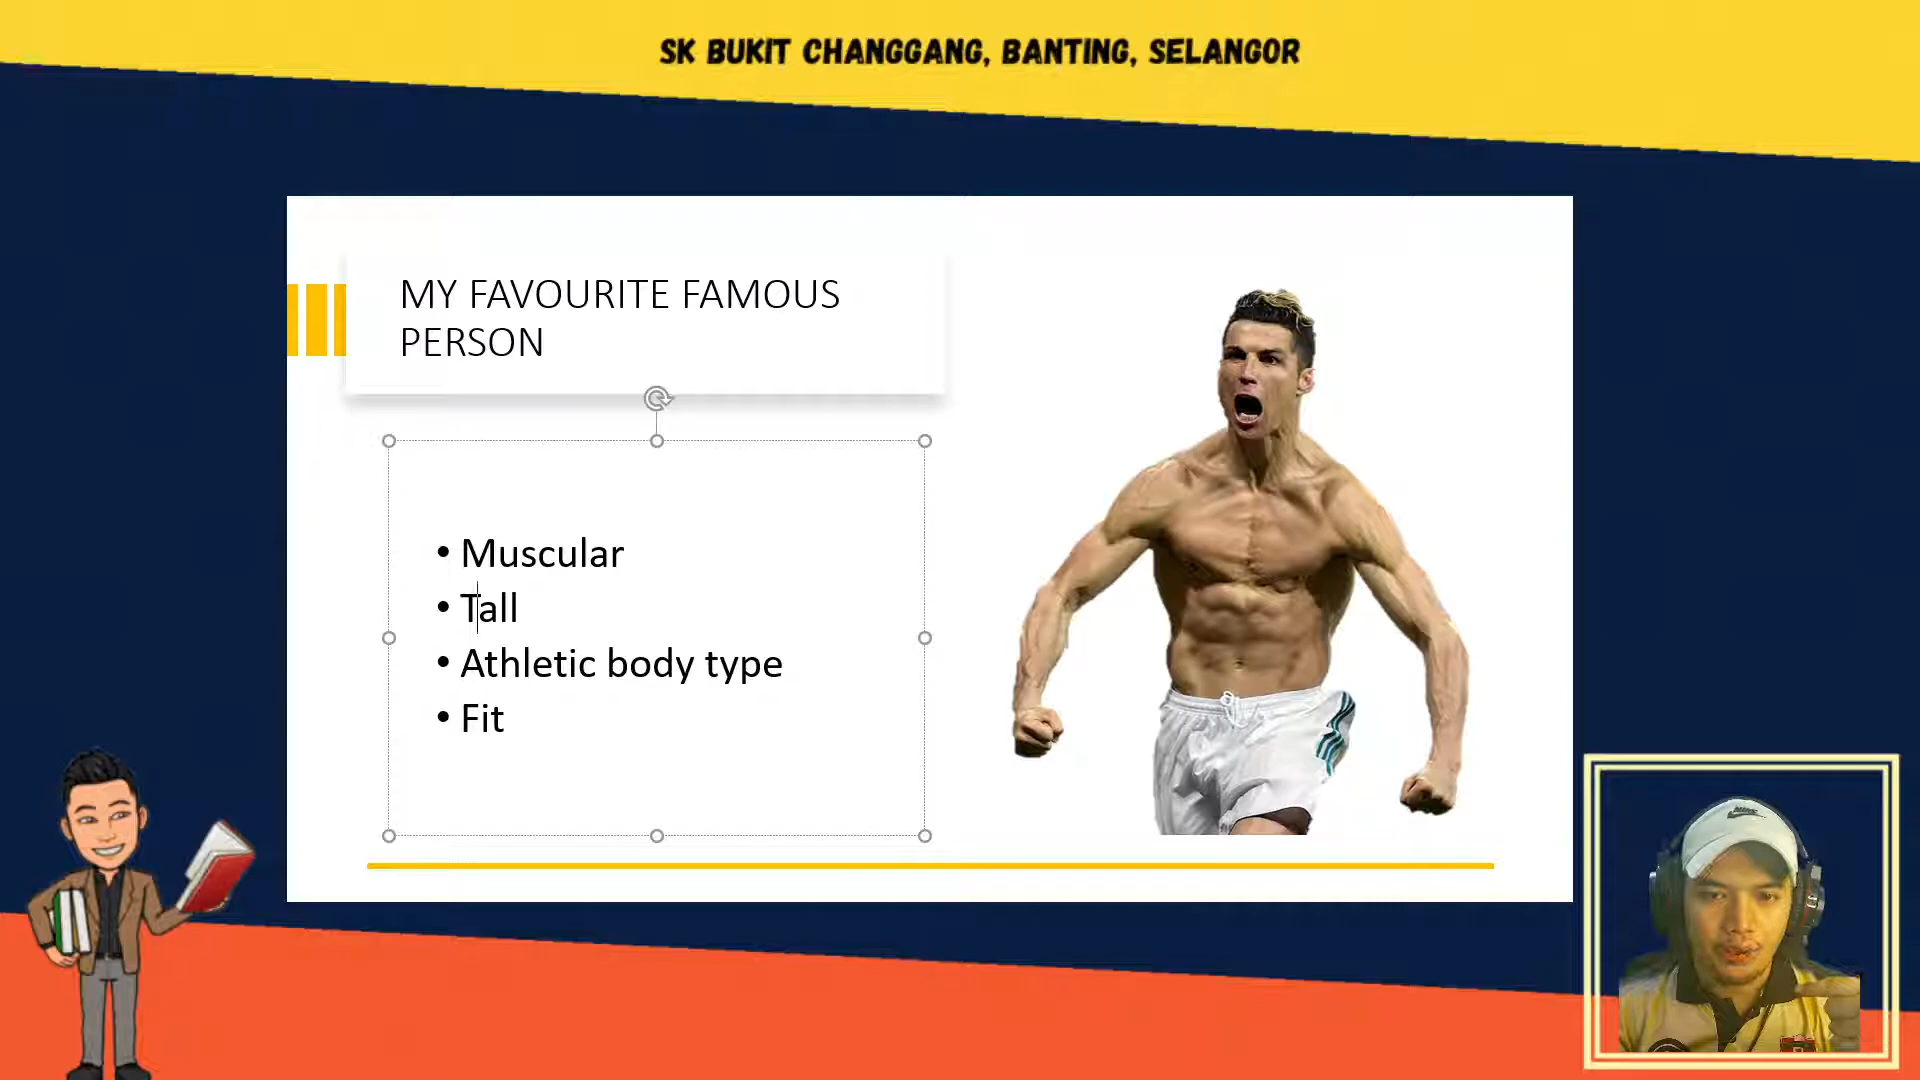 SK BUKIT CHANGGANG, BANTING, SELANGOR
MY FAVOURITE FAMOUS
PERSON
• Muscular
• Tall
• Athletic body type
• Fit